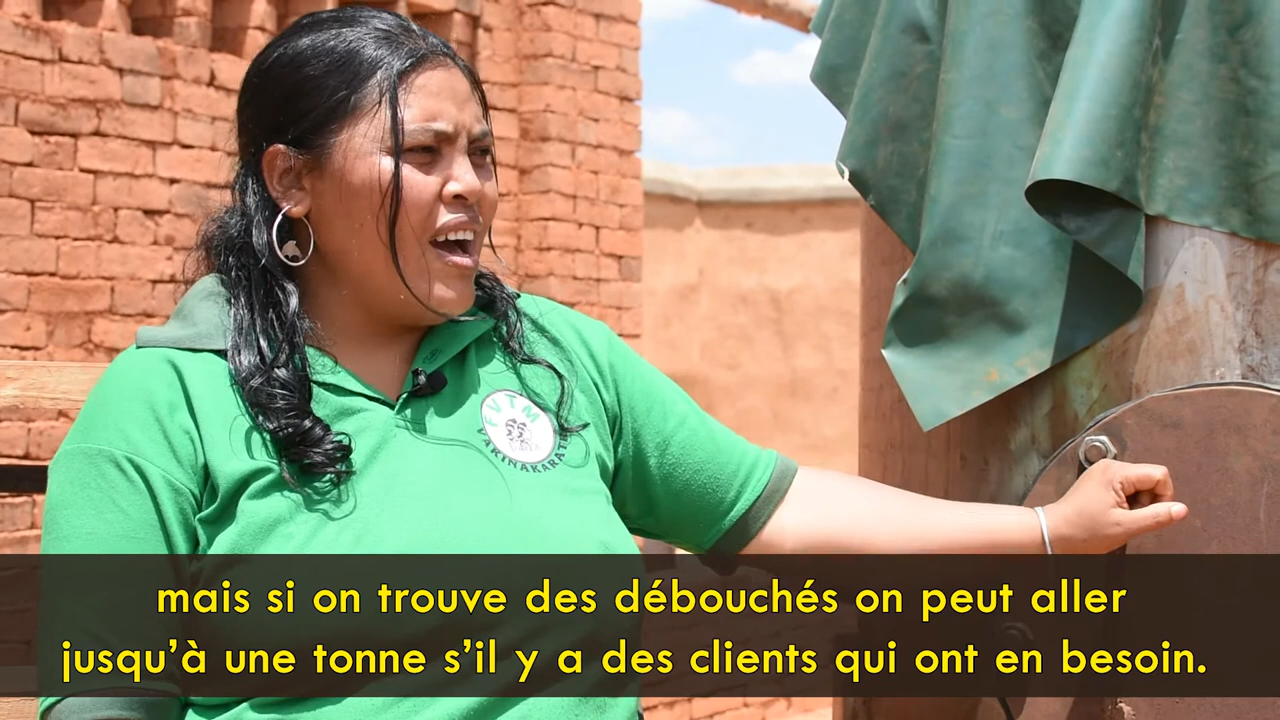 FVTM
mais si on trouve des débouchés on peut aller
jusqu’à une tonne s’il y a des clients qui ont en besoin.